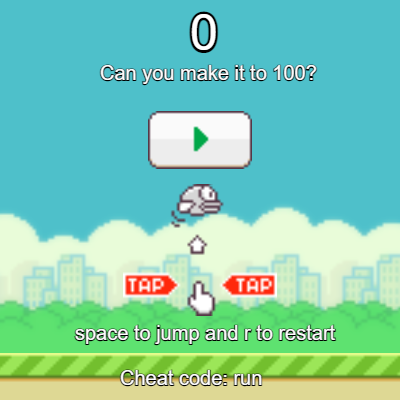 0
Can you make it to 100?
TAP TAP
space to jump and r to restart
Cheat code: run